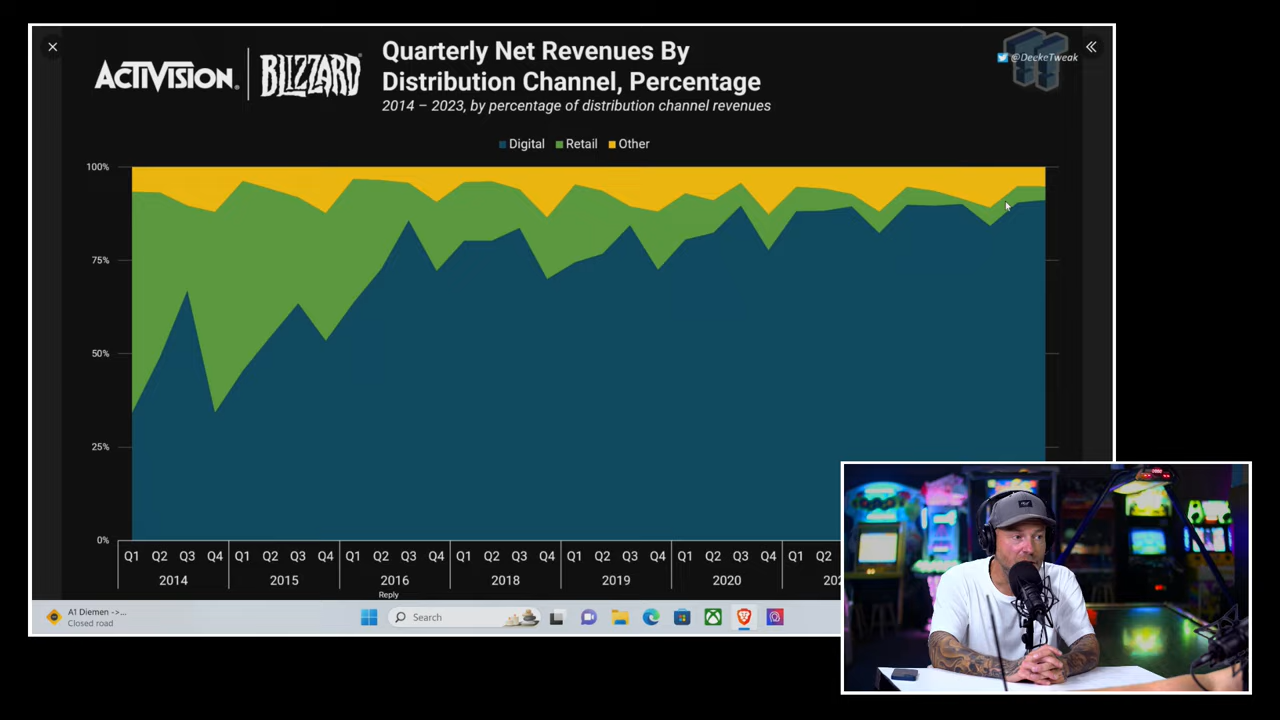 ACTIVISION. BLIZZARD
Quarterly Net Revenues By
Distribution Channel, Percentage
2014 – 2023, by percentage of distribution channel revenues
@DeekeTweak
Digital Retail Other
100%
75%
50%
25%
0%
Q1 Q2 Q3 Q4 Q1 Q2 Q3 Q4 Q1 Q2 Q3 Q4 Q1 Q2 Q3 Q4 Q1 Q2 Q3 Q4 Q1 Q2 Q3 Q4 Q1 Q2
2014 2015 2016 2018 2019 2020
Reply
A1 Diemen ->...
Closed road
Search